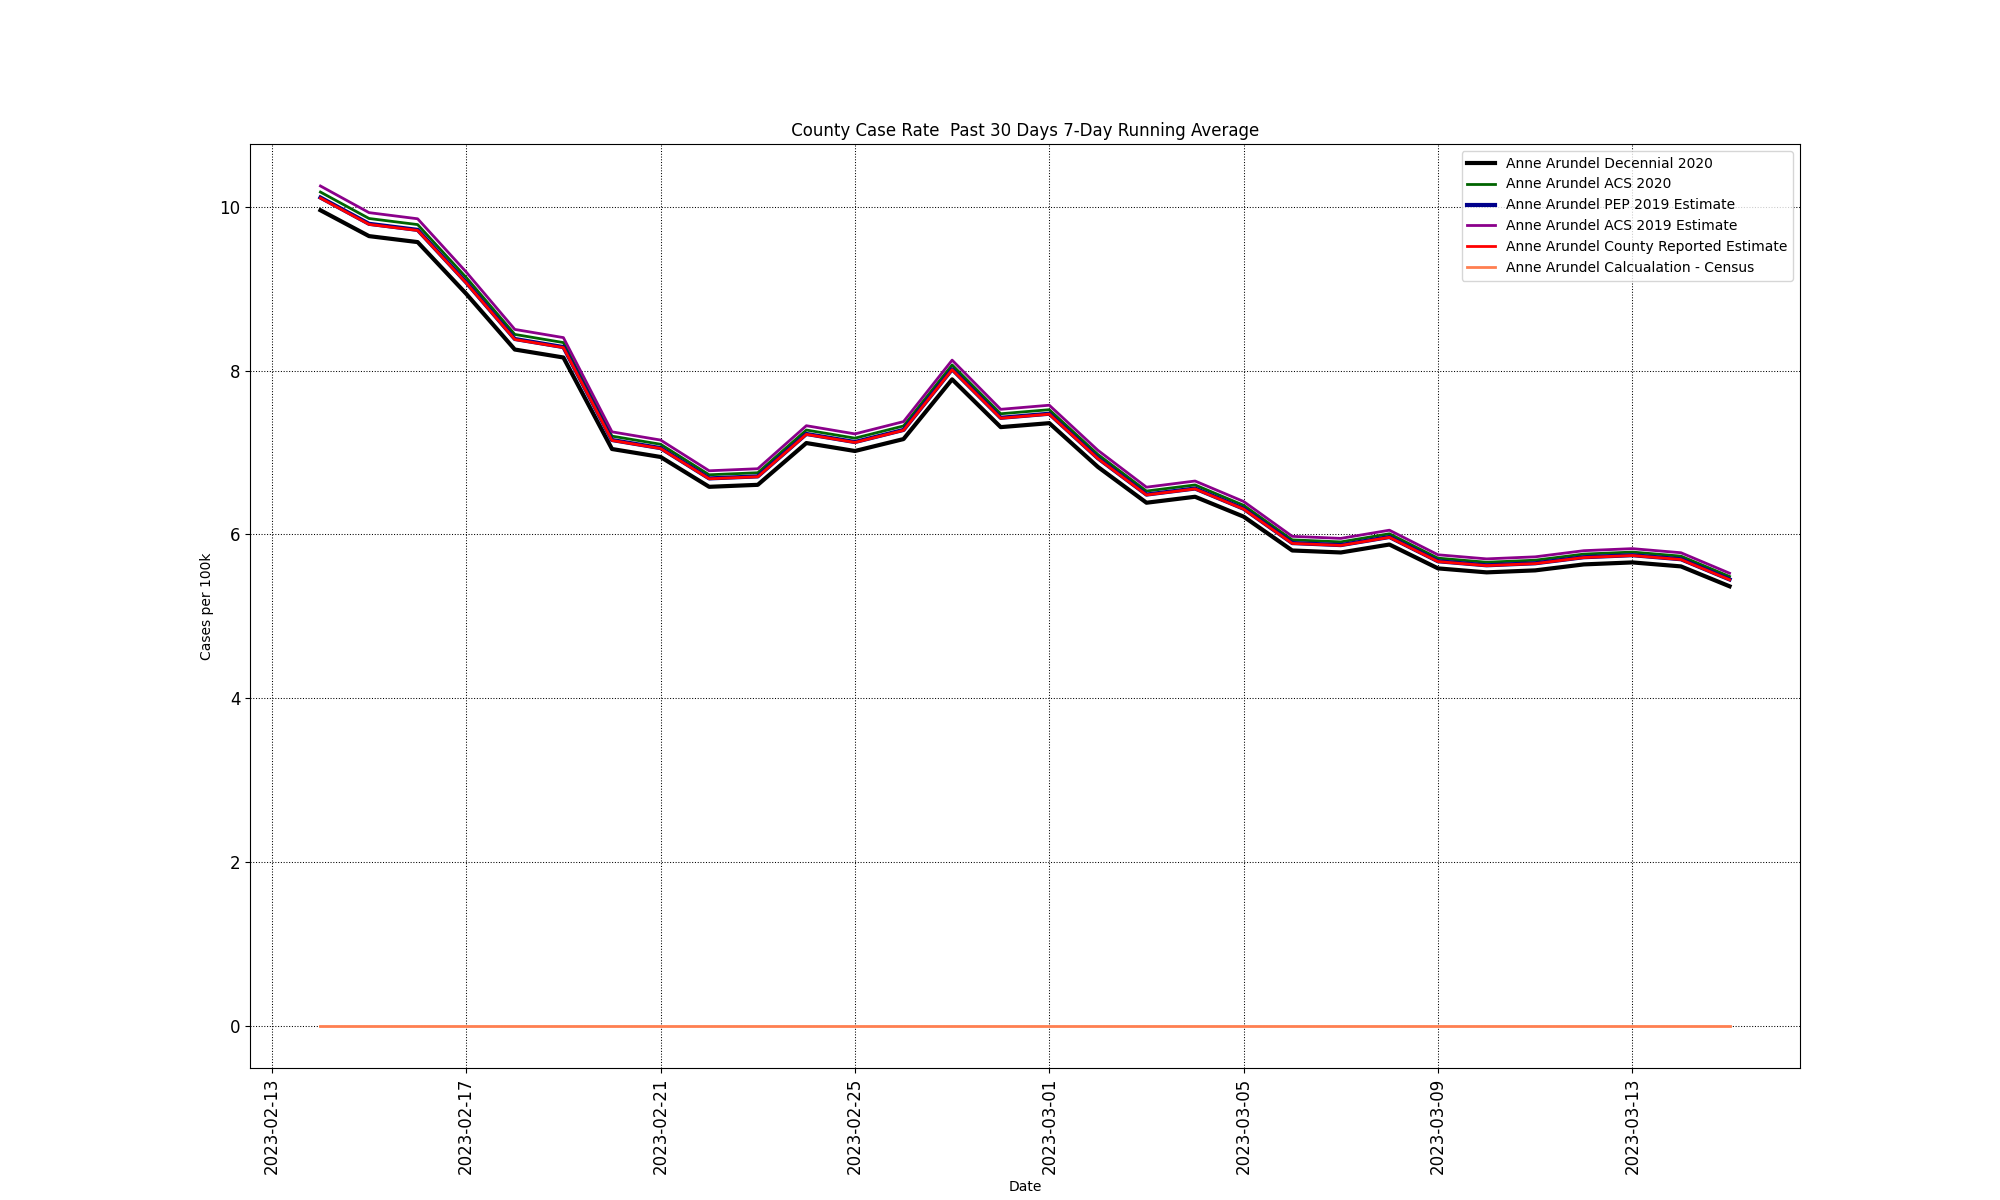 County Case Rate  Past 30 Days 7-Day Running Average
Anne Arundel Decennial 2020
Anne Arundel ACS 2020
Anne Arundel PEP 2019 Estimate
Anne Arundel ACS 2019 Estimate
Anne Arundel County Reported Estimate
Anne Arundel Calcualation - Census
10
8
6
4
2
0
Cases per 100k
2023-02-13
2023-02-17
2023-02-21
2023-02-25
2023-03-01
2023-03-05
2023-03-09
2023-03-13
Date